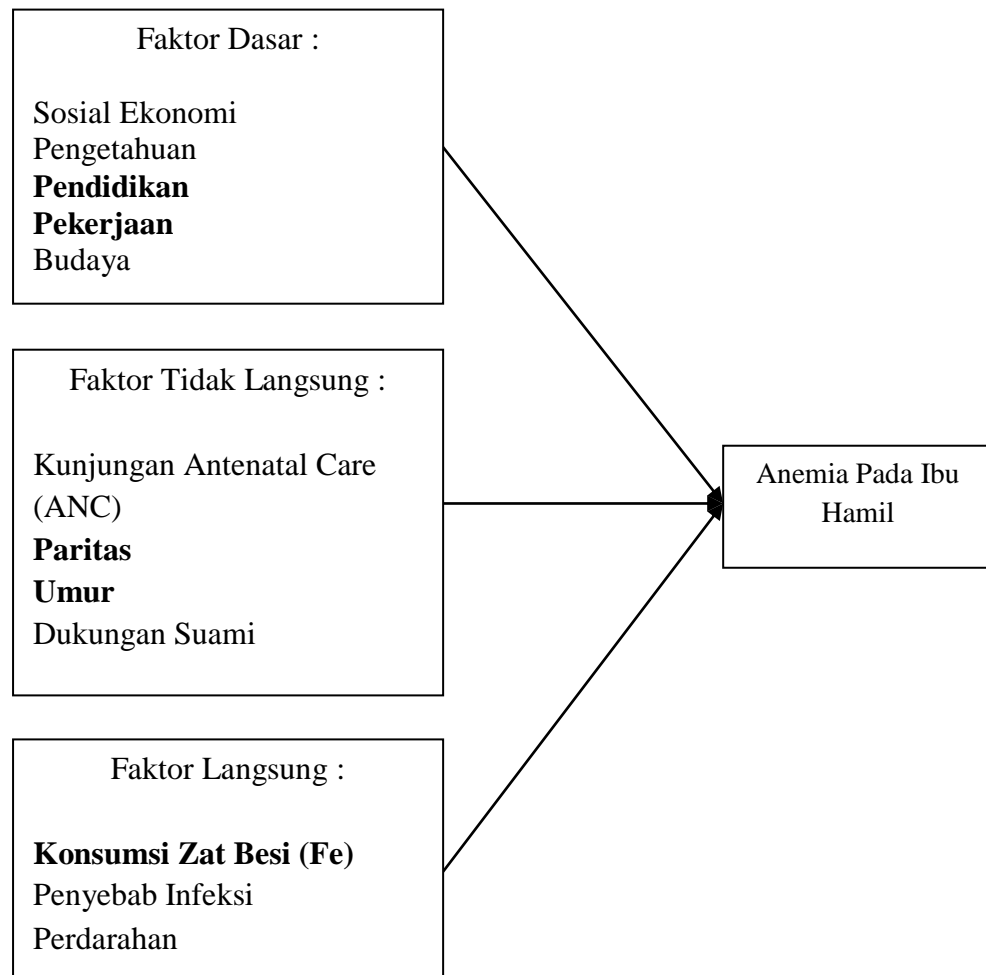 Faktor Dasar :
Sosial Ekonomi
Pengetahuan
Pendidikan
Pekerjaan
Budaya
Faktor Tidak Langsung :
Kunjungan Antenatal Care
(ANC)
Paritas
Umur
Dukungan Suami
Faktor Langsung :
Konsumsi Zat Besi (Fe)
Penyebab Infeksi
Perdarahan
Anemia Pada Ibu
Hamil